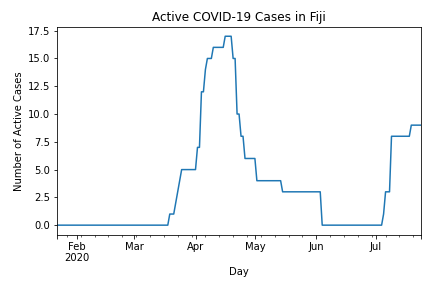 Active COVID-19 Cases in Fiji
Number of Active Cases
17.5
15.0
12.5
10.0
7.5
5.0
2.5
0.0
Feb Mar Apr May Jun Jul
2020
Day